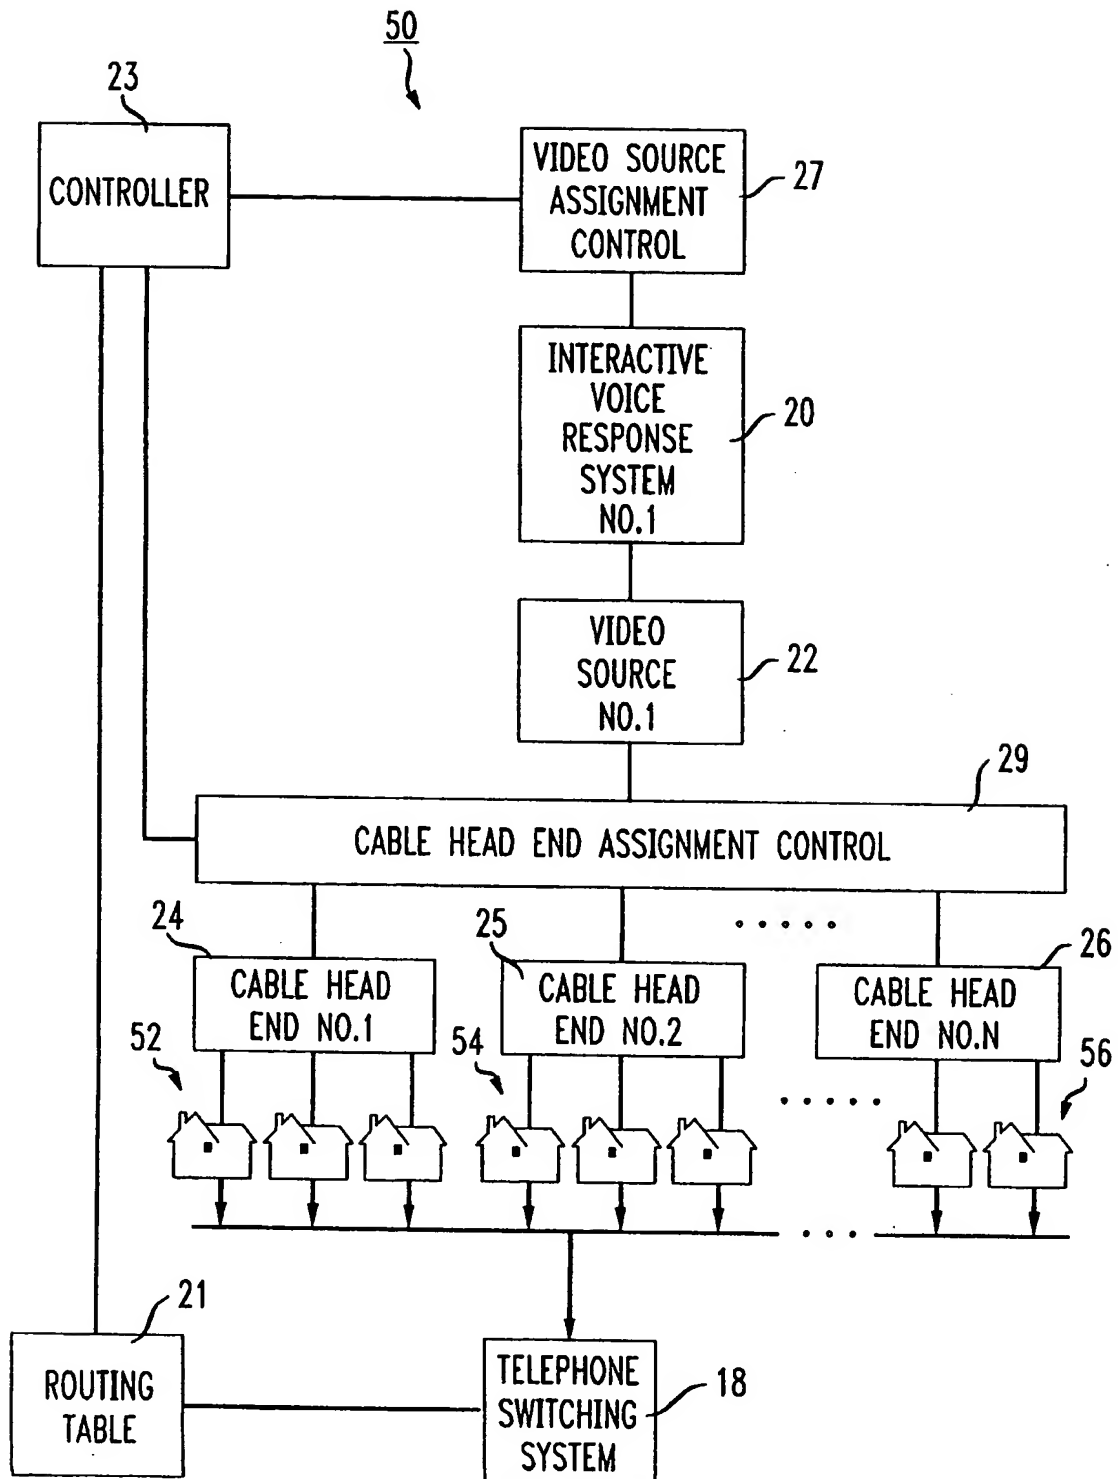 50
23
CONTROLLER
VIDEO SOURCE
ASSIGNMENT
CONTROL
27
INTERACTIVE
VOICE
RESPONSE
SYSTEM
NO.1
20
VIDEO
SOURCE
NO.1
22
29
CABLE HEAD END ASSIGNMENT CONTROL
24
CABLE HEAD
END NO.1
25
CABLE HEAD
END NO.2
26
CABLE HEAD
END NO.N
52
54
56
21
ROUTING
TABLE
TELEPHONE
SWITCHING
SYSTEM
18